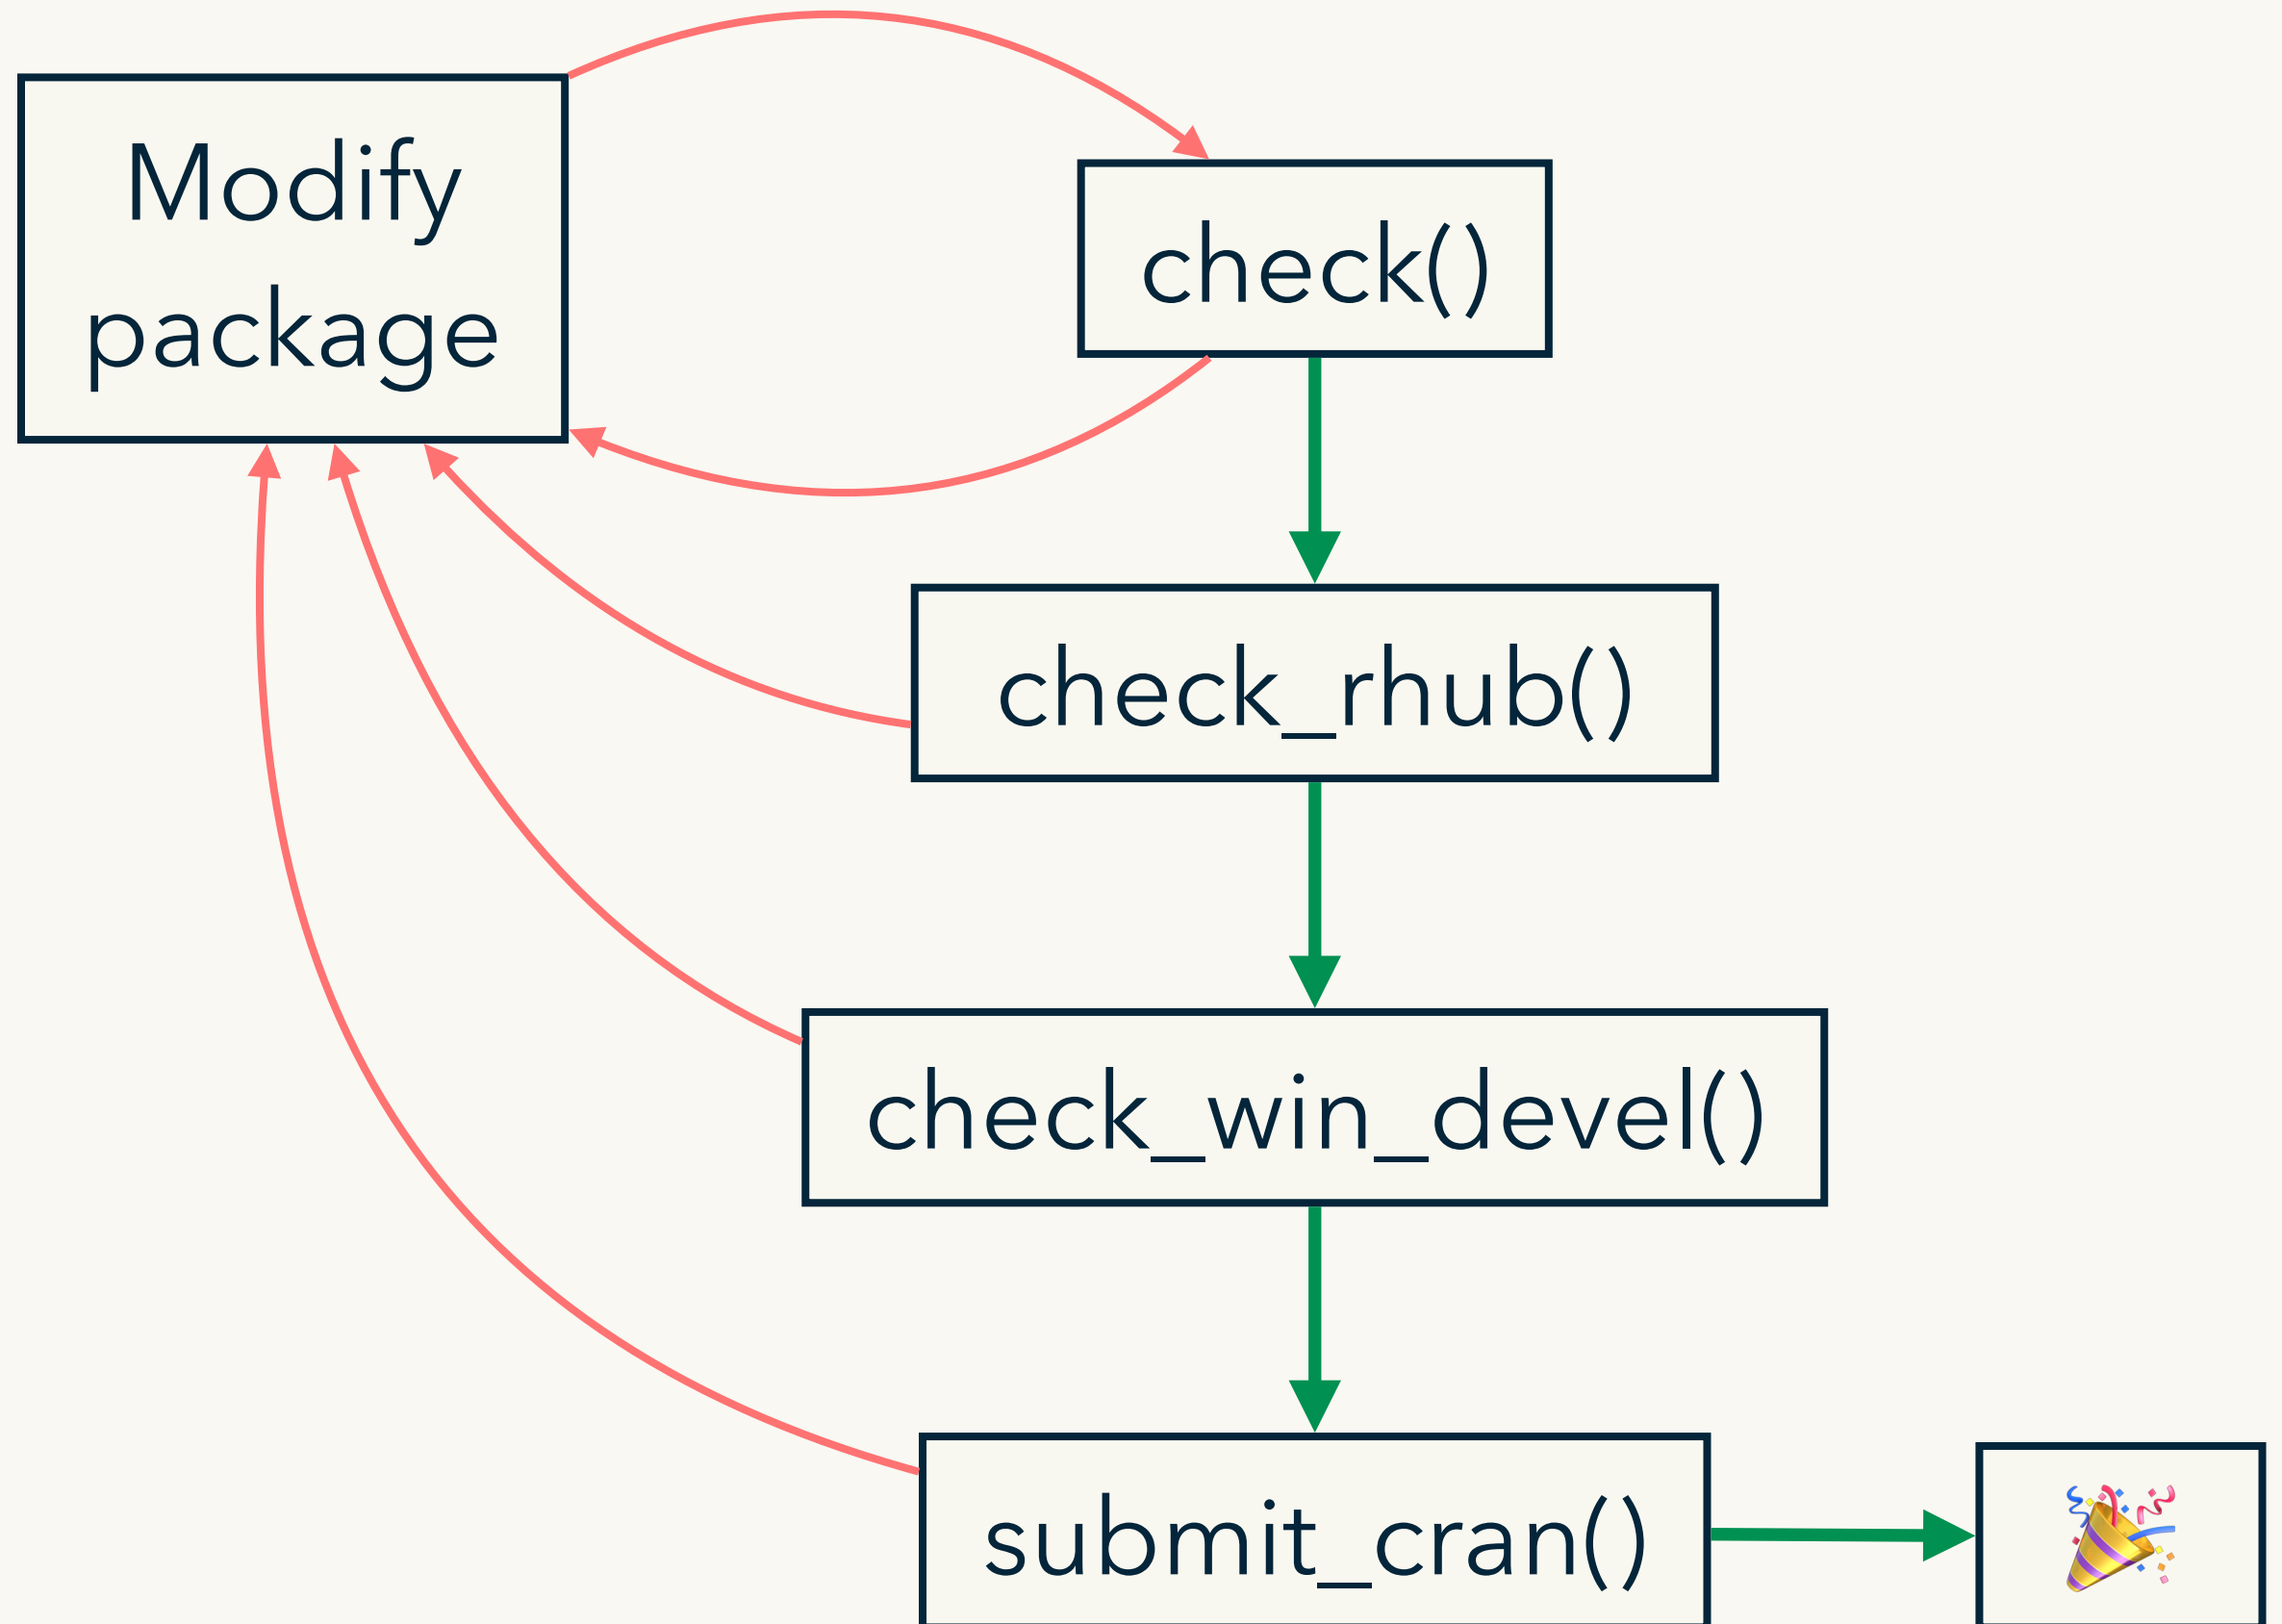 Modify
package
check()
check_rhub()
check_win_devel()
submit_cran()